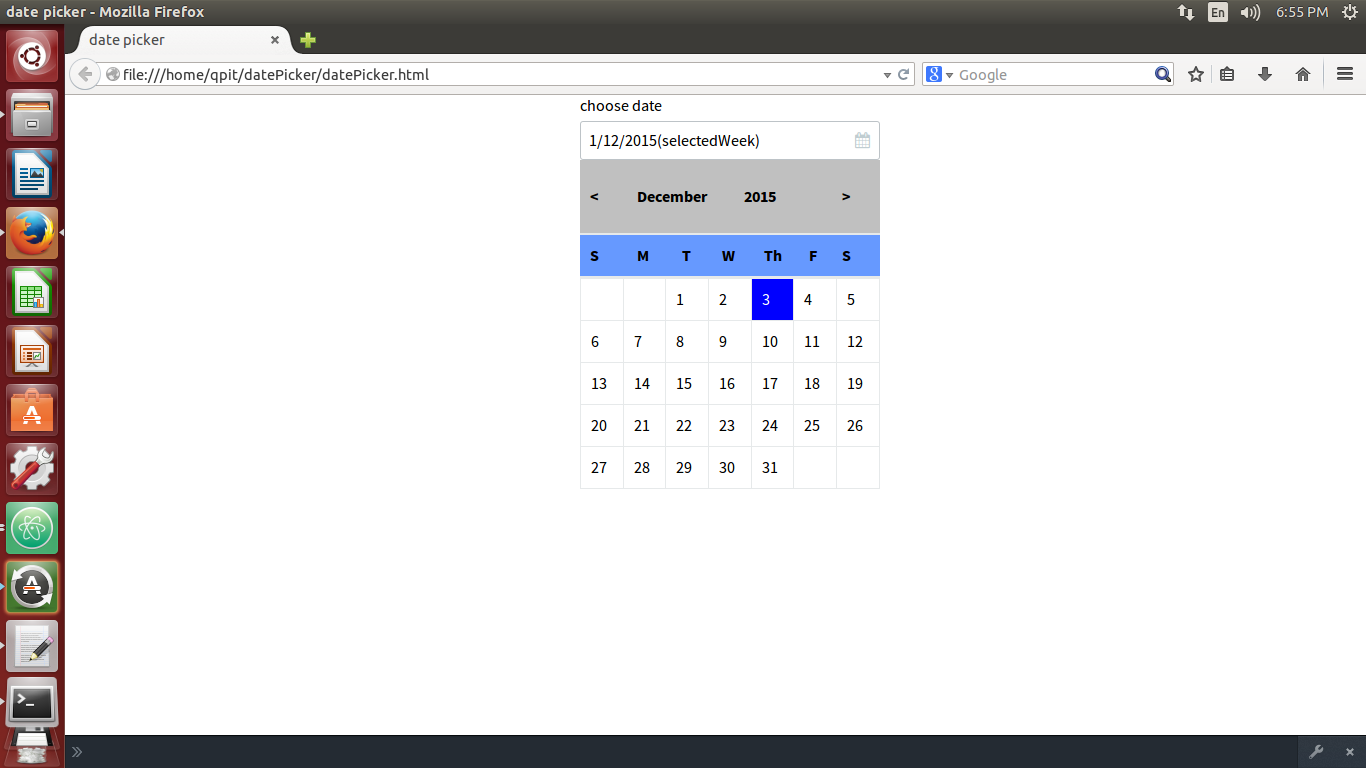 date picker - Mozilla Firefox
En
6:55 PM
date picker
file:///home/qpit/datePicker/datePicker.html
8
Google
choose date
1/12/2015(selectedWeek)
< December 2015 >
S M T W Th F S
1 2 3 4 5
6 7 8 9 10 11 12
13 14 15 16 17 18 19
20 21 22 23 24 25 26
27 28 29 30 31